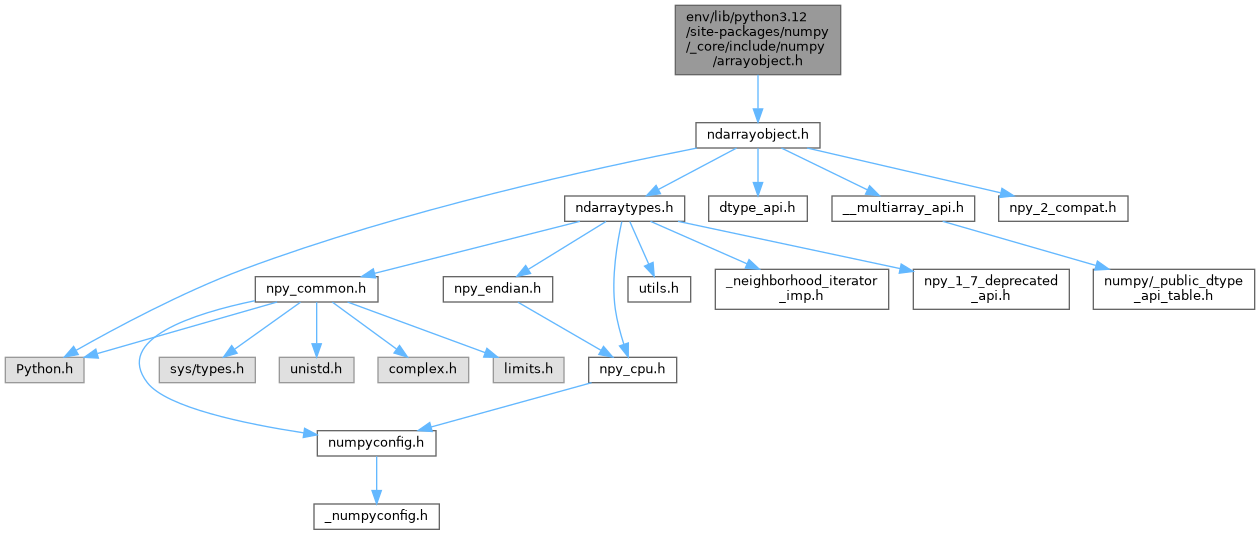 env/lib/python3.12
/site-packages/numpy
/_core/include/numpy
/arrayobject.h
ndarrayobject.h
ndarraytypes.h
dtype_api.h
__multiarray_api.h
npy_2_compat.h
npy_common.h
npy_endian.h
utils.h
_neighborhood_iterator
_imp.h
npy_1_7_deprecated
_api.h
numpy/_public_dtype
_api_table.h
Python.h
sys/types.h
unistd.h
complex.h
limits.h
npy_cpu.h
numpyconfig.h
_numpyconfig.h